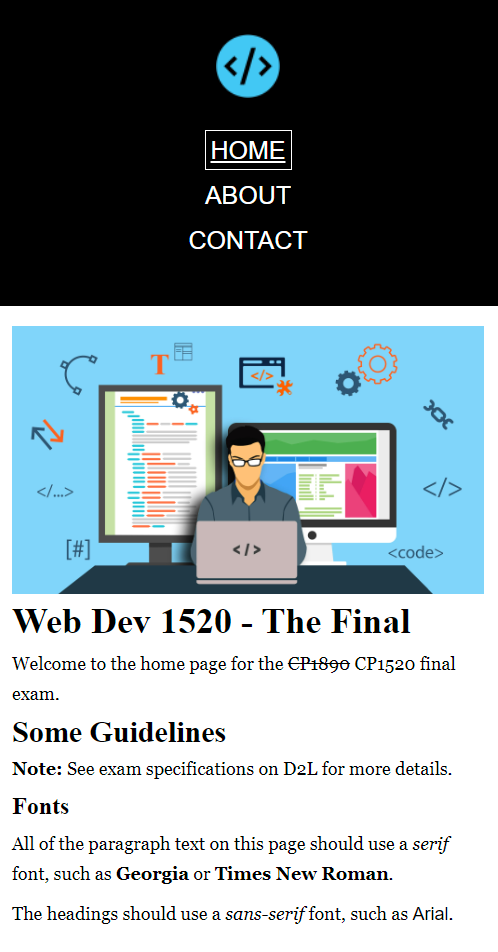 </>
HOME
ABOUT
CONTACT
T
</>
</...>
</>
[#]
</>
<code>
Web Dev 1520 - The Final
Welcome to the home page for the CP1890 CP1520 final
exam.
Some Guidelines
Note: See exam specifications on D2L for more details.
Fonts
All of the paragraph text on this page should use a serif
font, such as Georgia or Times New Roman.
The headings should use a sans-serif font, such as Arial.